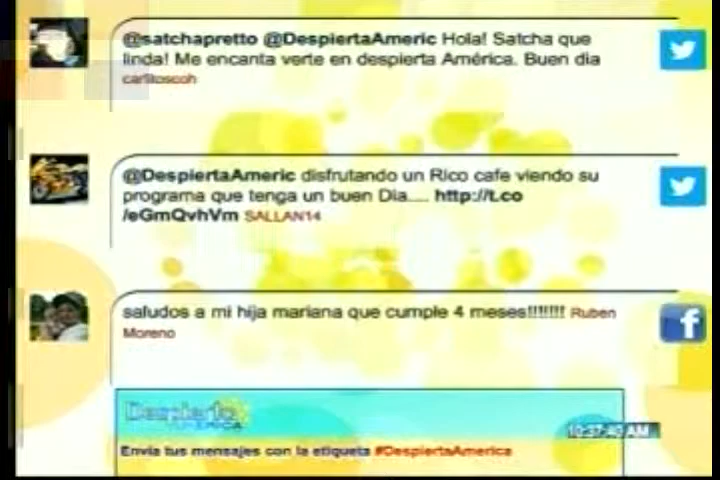 @satchapretto @DespiertaAmeric Hola! Satcha que
linda! Me encanta verte en despierta América. Buen dia
carlitoscoh
@DespiertaAmeric disfrutando un Rico cafe viendo su
programa que tenga un buen Dia.... http://t.co
/eGmQvhVm SALLAN14
saludos a mi hija mariana que cumple 4 meses!!!!!!! Ruben
Moreno
Despierta
AMERICA
10:37:40 AM
Envia tus mensajes con la etiqueta #DespiertaAmerica